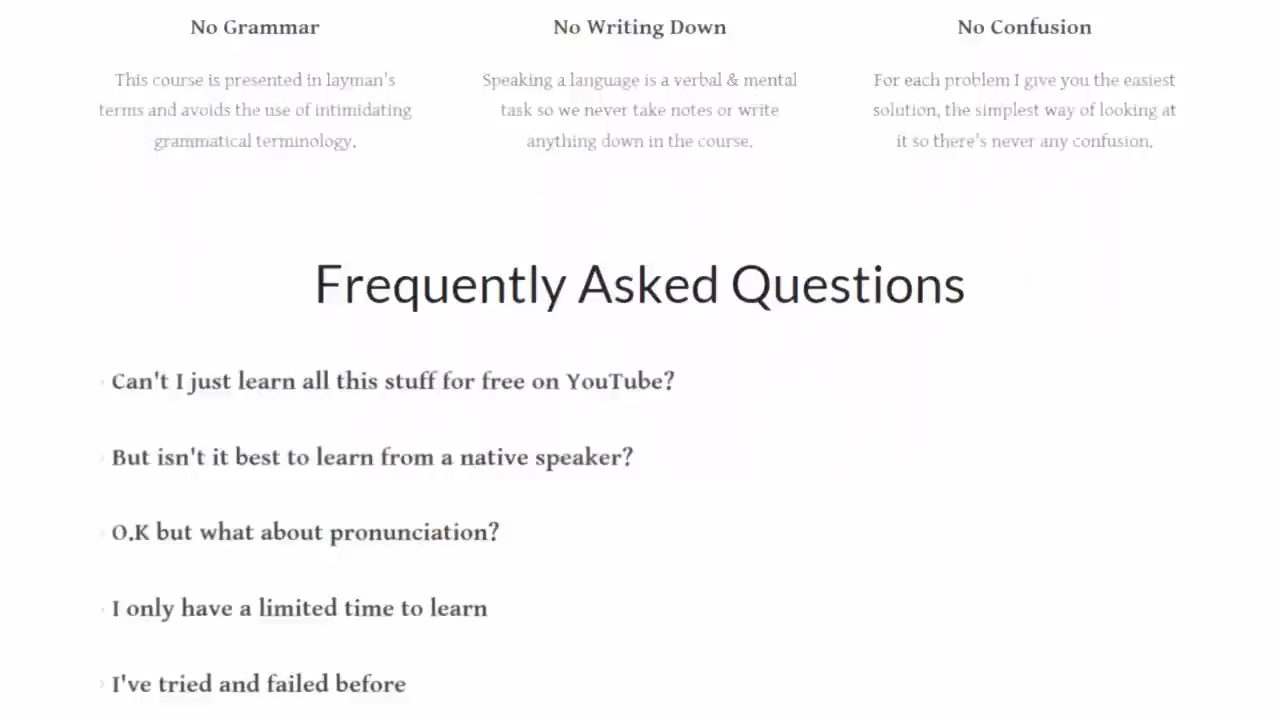 No Grammar
This course is presented in layman's
terms and avoids the use of intimidating
grammatical terminology.
No Writing Down
Speaking a language is a verbal & mental
task so we never take notes or write
anything down in the course.
No Confusion
For each problem I give you the easiest
solution, the simplest way of looking at
it so there's never any confusion.
Frequently Asked Questions
Can't I just learn all this stuff for free on YouTube?
But isn't it best to learn from a native speaker?
O.K but what about pronunciation?
I only have a limited time to learn
I've tried and failed before